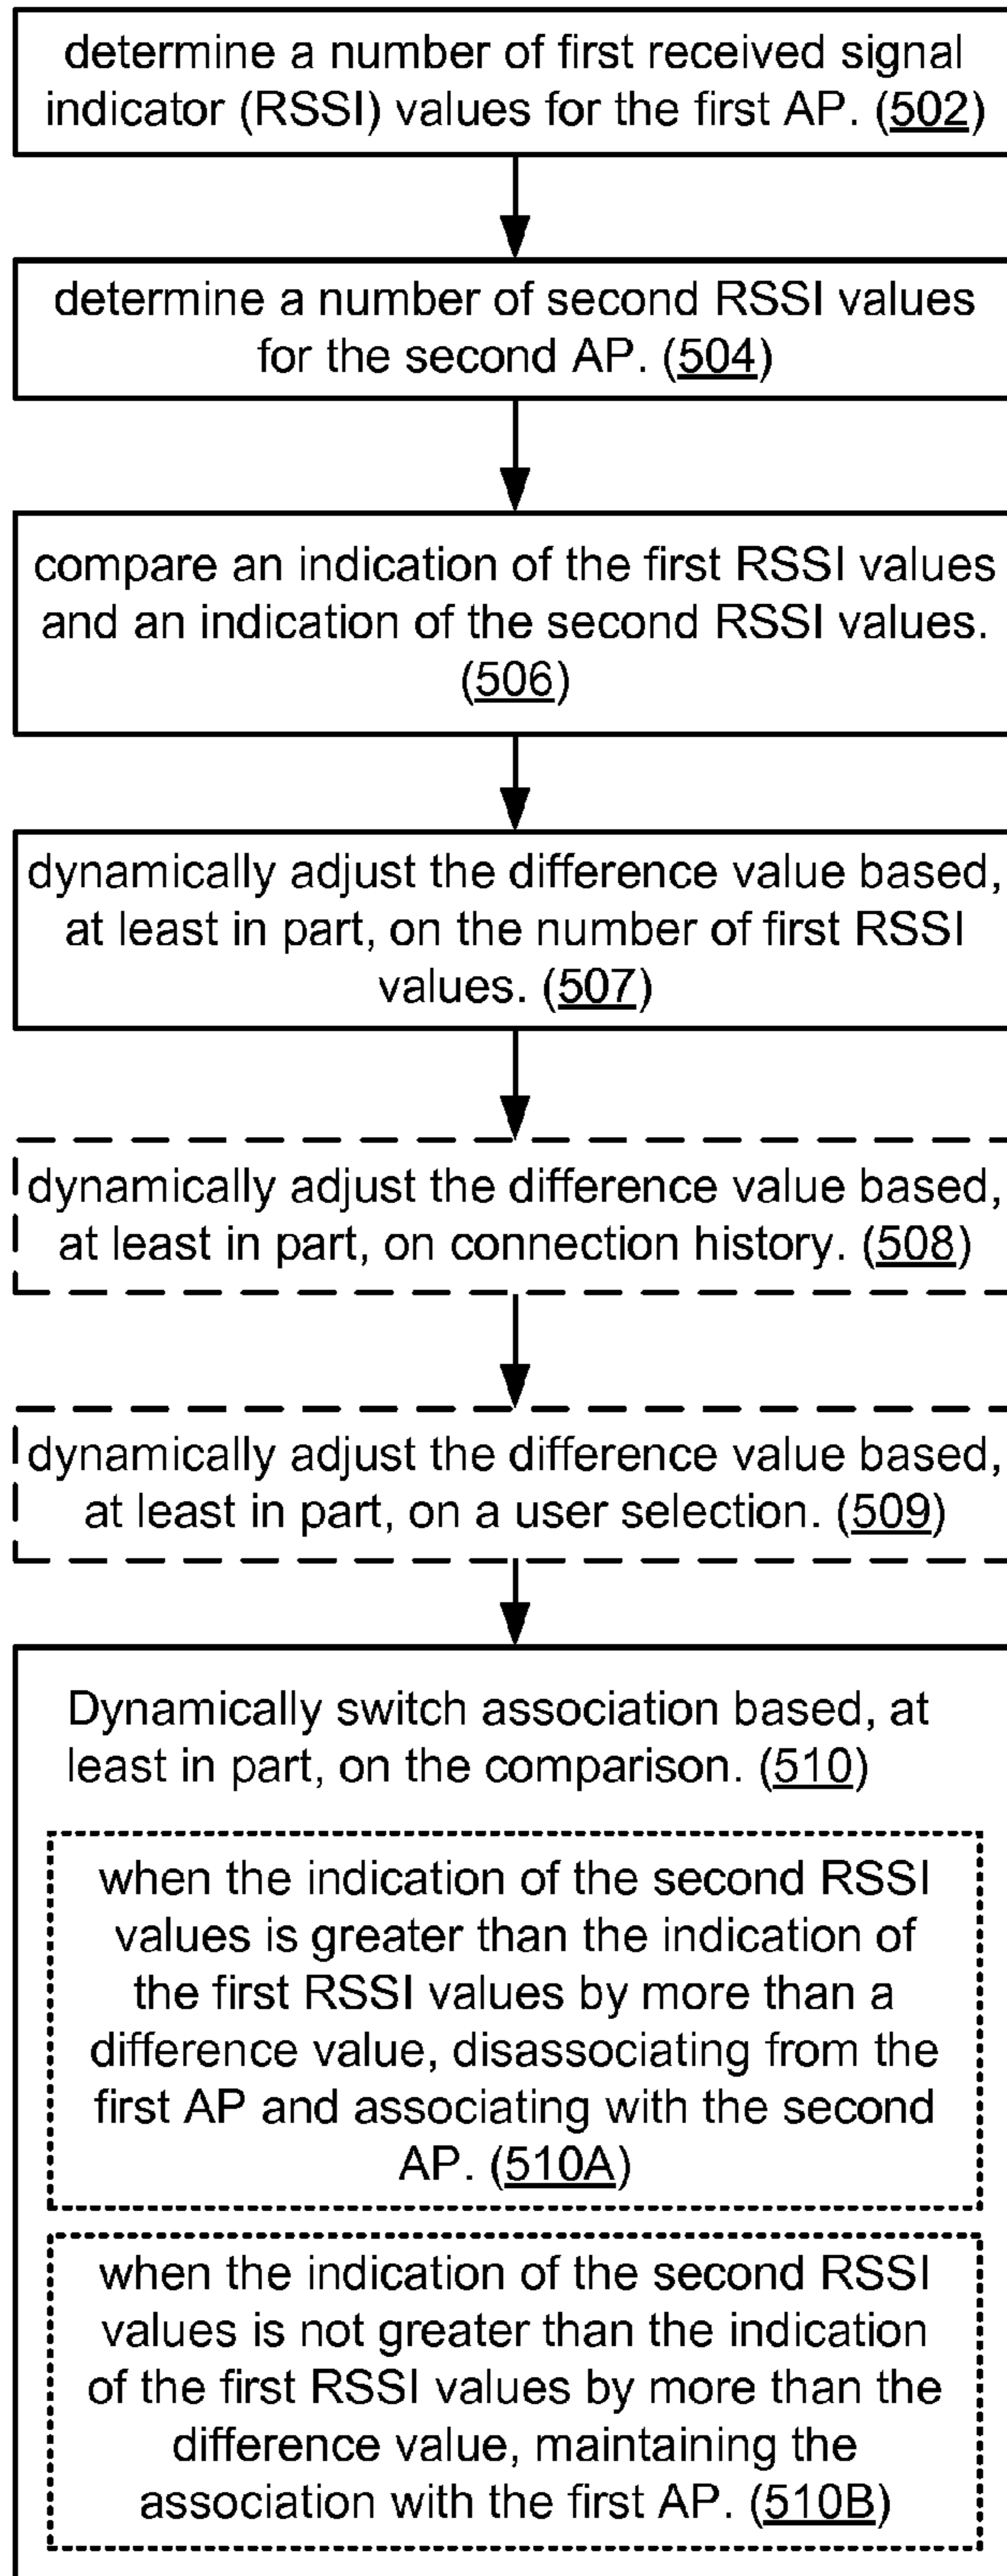 determine a number of first received signal
indicator (RSSI) values for the first AP. (502)
determine a number of second RSSI values
for the second AP. (504)
compare an indication of the first RSSI values
and an indication of the second RSSI values.
(506)
dynamically adjust the difference value based,
at least in part, on the number of first RSSI
values. (507)
dynamically adjust the difference value based,
at least in part, on connection history. (508)
dynamically adjust the difference value based,
at least in part, on a user selection. (509)
Dynamically switch association based, at
least in part, on the comparison. (510)
when the indication of the second RSSI
values is greater than the indication of
the first RSSI values by more than a
difference value, disassociating from the
first AP and associating with the second
AP. (510A)
when the indication of the second RSSI
values is not greater than the indication
of the first RSSI values by more than the
difference value, maintaining the
association with the first AP. (510B)